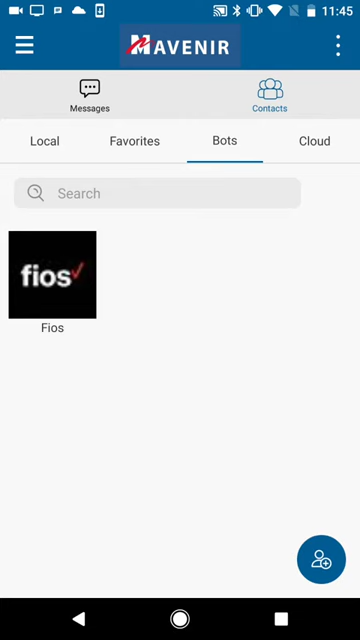 11:45
MAVENIR
Messages
Contacts
Local
Favorites
Bots
Cloud
Search
fios✓
Fios